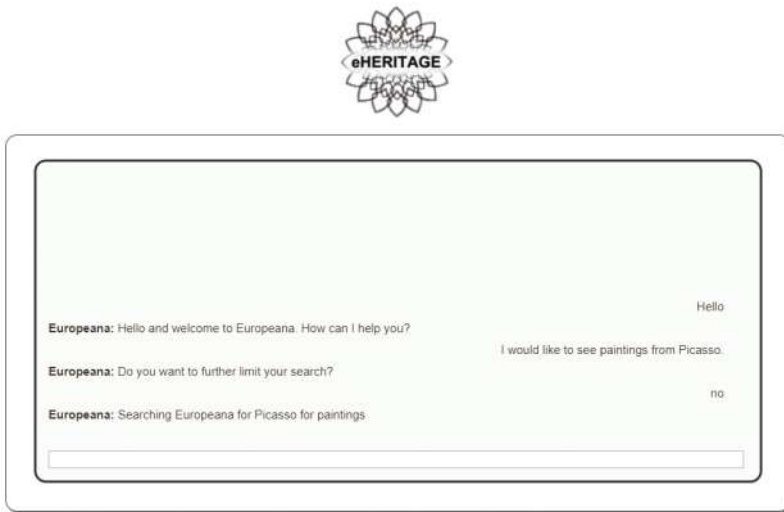 eHERITAGE
Hello
Europeana: Hello and welcome to Europeana. How can I help you?
I would like to see paintings from Picasso.
Europeana: Do you want to further limit your search?
no
Europeana: Searching Europeana for Picasso for paintings